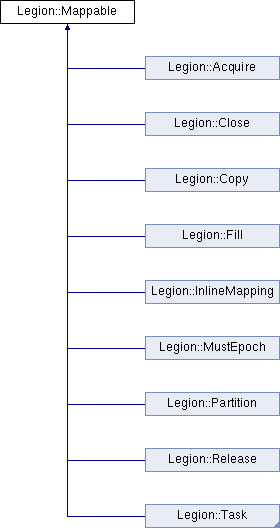 Legion::Mappable
Legion::Acquire
Legion::Close
Legion::Copy
Legion::Fill
Legion::InlineMapping
Legion::MustEpoch
Legion::Partition
Legion::Release
Legion::Task